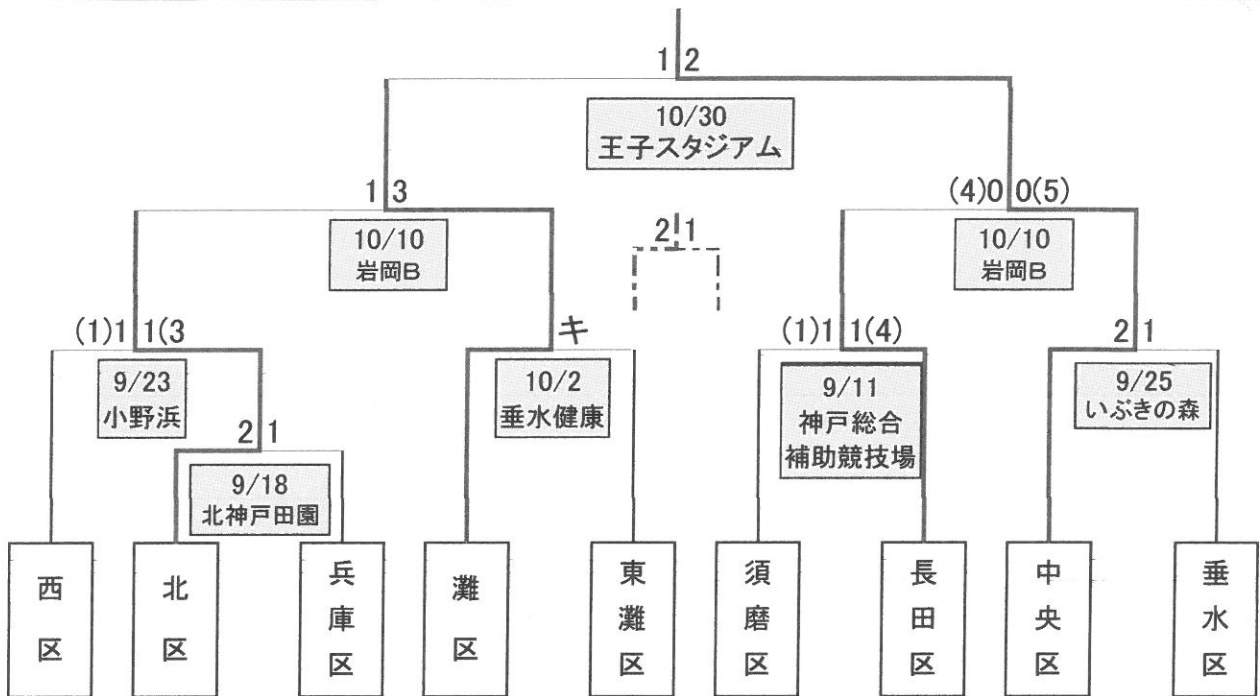 1 2
10/30
王子スタジアム
1 3
(4)0 0(5)
10/10
岩岡B
2 1
10/10
岩岡B
(1)1 1(3
キ
(1)1 1(4)
2 1
9/23
小野浜
10/2
垂水健康
9/11
神戸総合
補助競技場
9/25
いぶきの森
2 1
9/18
北神戸田園
西区
北区
兵庫区
灘区
東灘区
須磨区
長田区
中央区
垂水区